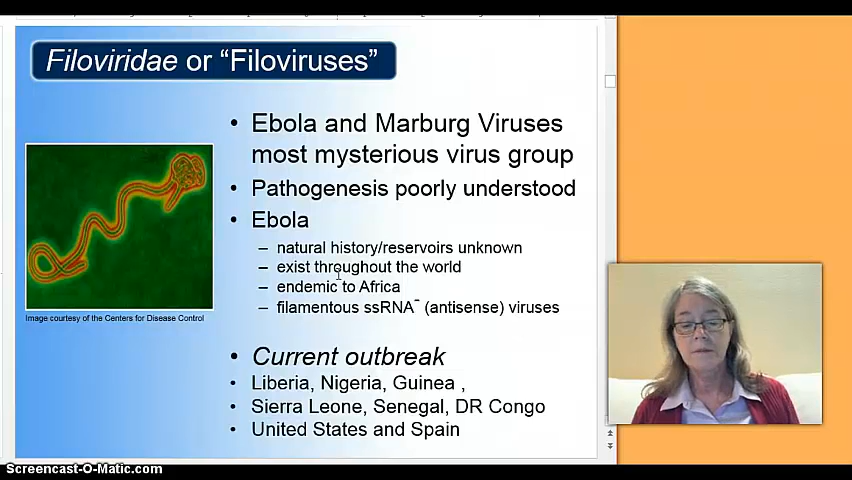 Filoviridae or “Filoviruses”
• Ebola and Marburg Viruses
most mysterious virus group
• Pathogenesis poorly understood
• Ebola
– natural history/reservoirs unknown
– exist throughout the world
– endemic to Africa
– filamentous ssRNA⁻ (antisense) viruses
Image courtesy of the Centers for Disease Control
• Current outbreak
• Liberia, Nigeria, Guinea ,
• Sierra Leone, Senegal, DR Congo
• United States and Spain
Screencast-O-Matic.com